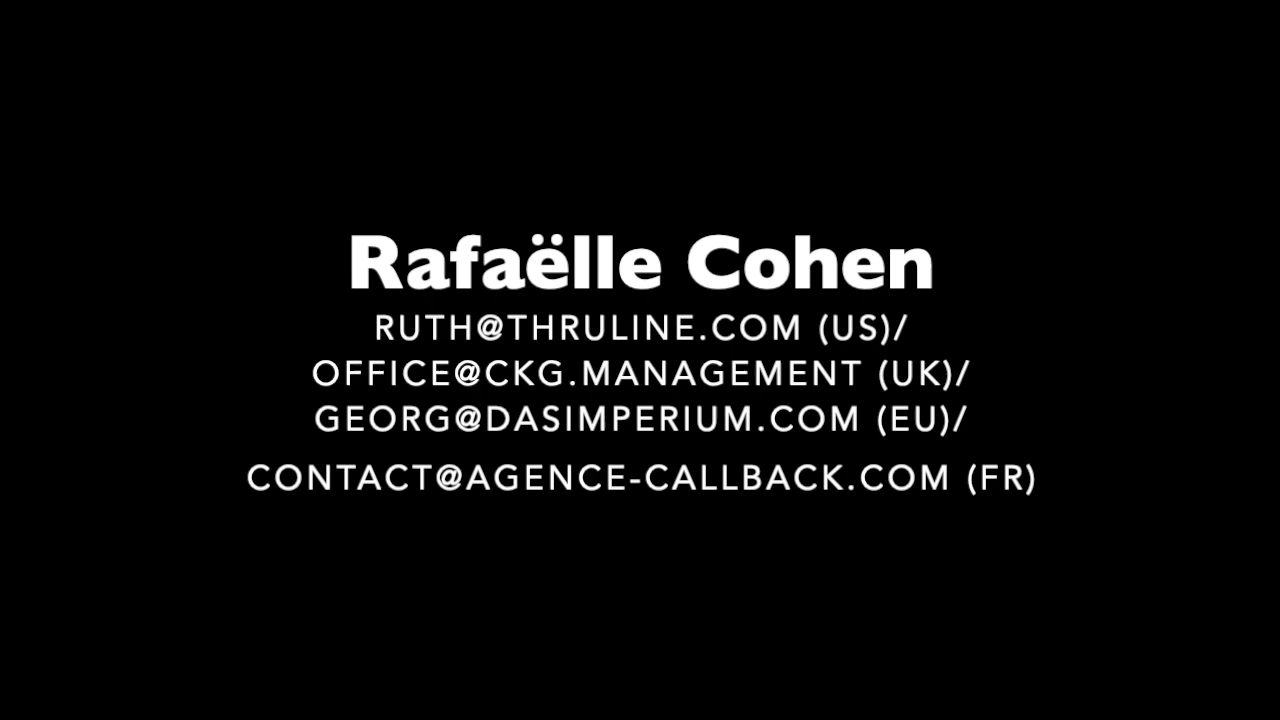 Rafaëlle Cohen
RUTH@THRULINE.COM (US)/
OFFICE@CKG.MANAGEMENT (UK)/
GEORG@DASIMPERIUM.COM (EU)/
CONTACT@AGENCE-CALLBACK.COM (FR)